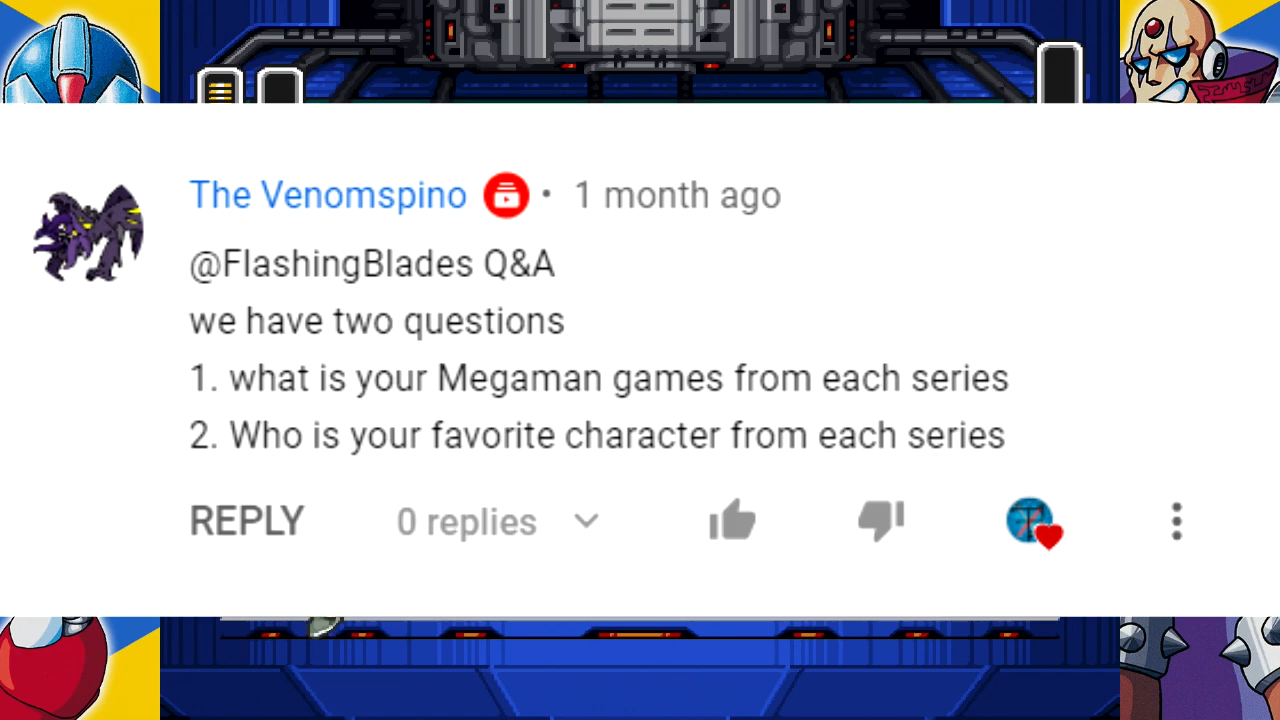 The Venomspino • 1 month ago
@FlashingBlades Q&A
we have two questions
1. what is your Megaman games from each series
2. Who is your favorite character from each series
REPLY 0 replies